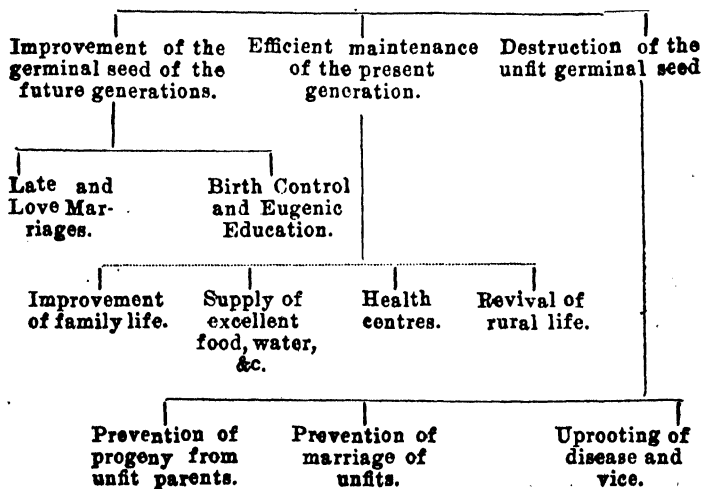 Improvement of the
germinal seed of the
future generations.
Efficient maintenance
of the present
generation.
Destruction of the
unfit germinal seed
Late and
Love Mar-
riages.
Birth Control
and Eugenic
Education.
Improvement
of family life.
Supply of
excellent
food, water,
&c.
Health
centres.
Revival of
rural life.
Prevention of
progeny from
unfit parents.
Prevention of
marriage of
unfits.
Uprooting of
disease and
vice.